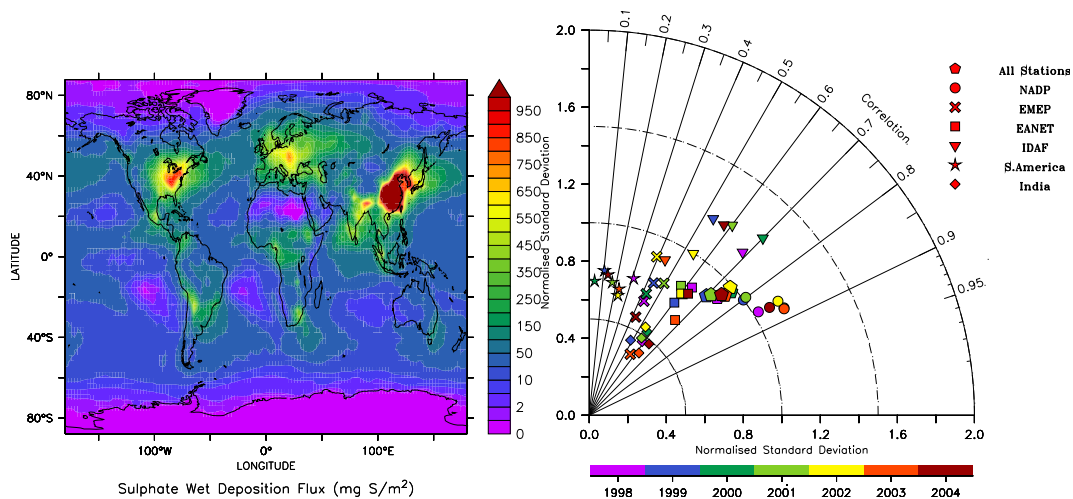 80°N
40°N
0°
40°S
80°S
LATITUDE
100°W
0°
100°E
LONGITUDE
Sulphate Wet Deposition Flux (mg S/m²)
950
850
750
650
550
450
350
250
150
50
10
2
0
Normalised Standard Deviation
2.0
1.6
1.2
0.8
0.4
0.0
0.0
0.4
0.8
1.2
1.6
2.0
Normalised Standard Deviation
0.1
0.2
0.3
0.4
0.5
0.6
0.7
0.8
0.9
0.95
Correlation
All Stations
NADP
EMEP
EANET
IDAF
S.America
India
1998
1999
2000
2001
2002
2003
2004